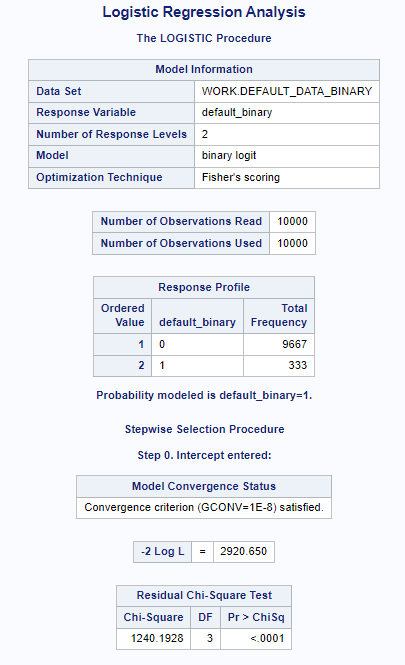 Logistic Regression Analysis
The LOGISTIC Procedure
Model Information
Data Set WORK.DEFAULT_DATA_BINARY
Response Variable default_binary
Number of Response Levels 2
Model binary logit
Optimization Technique Fisher's scoring
Number of Observations Read 10000
Number of Observations Used 10000
Response Profile
Ordered Total
Value default_binary Frequency
1 0 9667
2 1 333
Probability modeled is default_binary=1.
Stepwise Selection Procedure
Step 0. Intercept entered:
Model Convergence Status
Convergence criterion (GCONV=1E-8) satisfied.
-2 Log L = 2920.650
Residual Chi-Square Test
Chi-Square DF Pr > ChiSq
1240.1928 3 <.0001